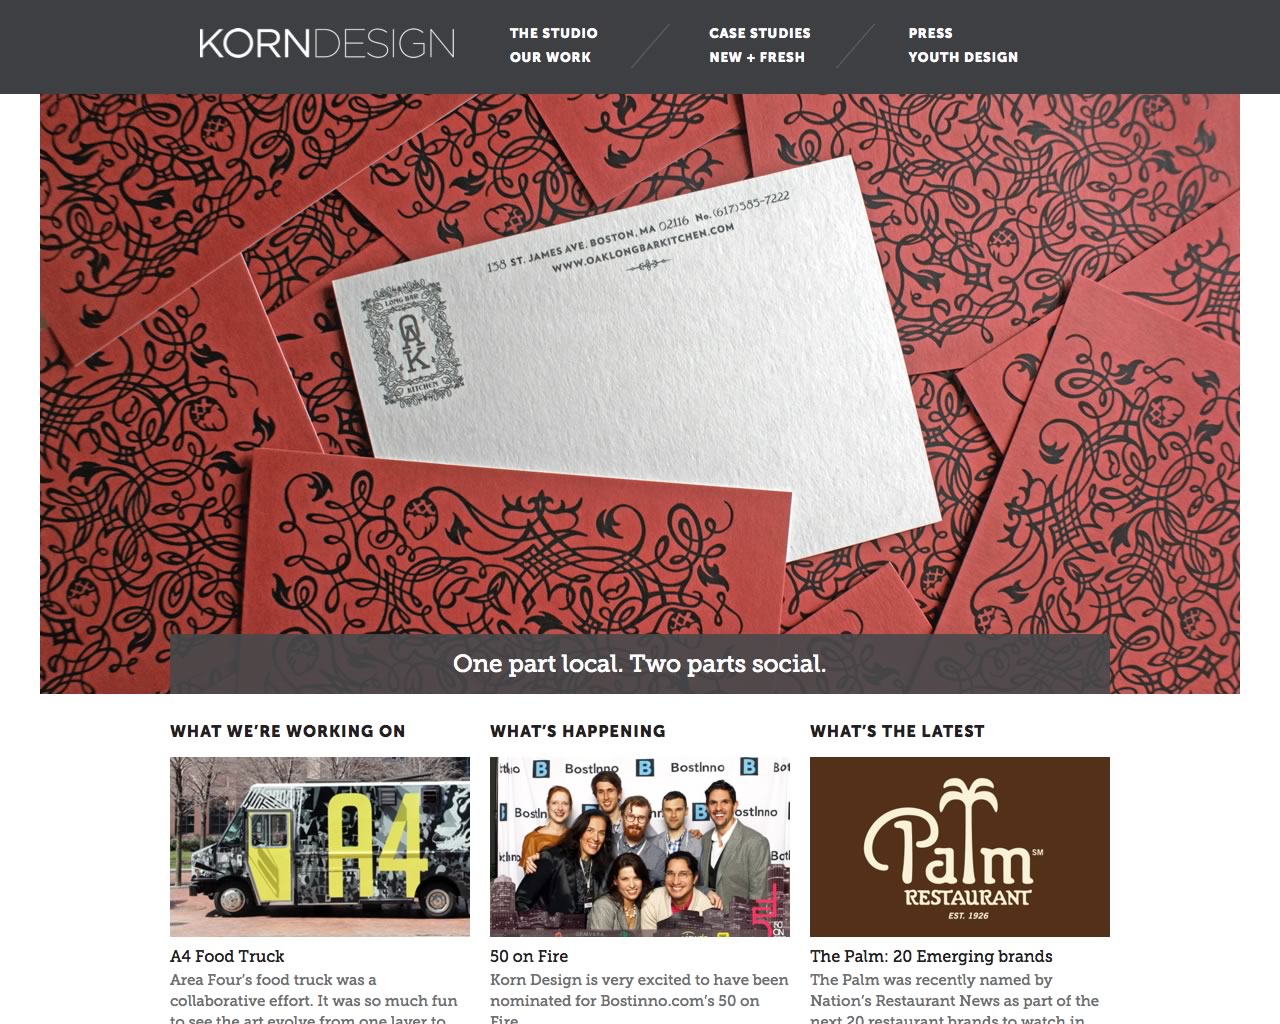 KORNDESIGN
THE STUDIO
OUR WORK
CASE STUDIES
NEW + FRESH
PRESS
YOUTH DESIGN
138 ST. JAMES AVE. BOSTON, MA 02116 No. (617) 585-7222
WWW.OAKLONGBARKITCHEN.COM
LONG BAR
OAK
KITCHEN
One part local. Two parts social.
WHAT WE'RE WORKING ON
A4
A4 Food Truck
Area Four's food truck was a
collaborative effort. It was so much fun
to see the art evolve from one layer to
WHAT'S HAPPENING
B BostInno B BostInno B
BostIn
ostInno
50 on Fire
Korn Design is very excited to have been
nominated for Bostinno.com's 50 on
Fire
WHAT'S THE LATEST
Palm SM
RESTAURANT
EST. 1926
The Palm: 20 Emerging brands
The Palm was recently named by
Nation's Restaurant News as part of the
next 20 restaurant brands to watch in